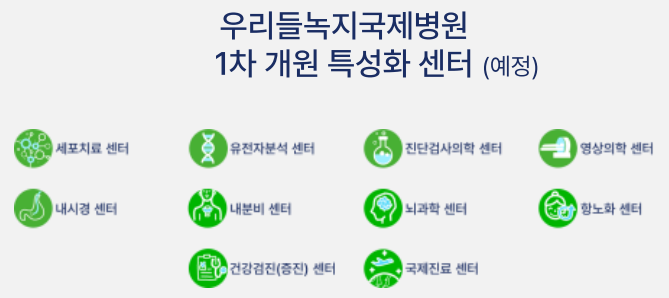 우리들녹지국제병원
1차 개원 특성화 센터 (예정)
세포치료 센터
유전자분석 센터
진단검사의학 센터
영상의학 센터
내시경 센터
내분비 센터
뇌과학 센터
항노화 센터
건강검진(증진) 센터
국제진료 센터